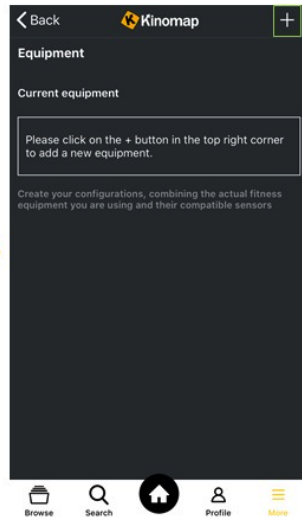 Back
Kinomap
+
Equipment
Current equipment
Please click on the + button in the top right corner
to add a new equipment.
Create your configurations, combining the actual fitness
equipment you are using and their compatible sensors
Browse
Search
Profile
More